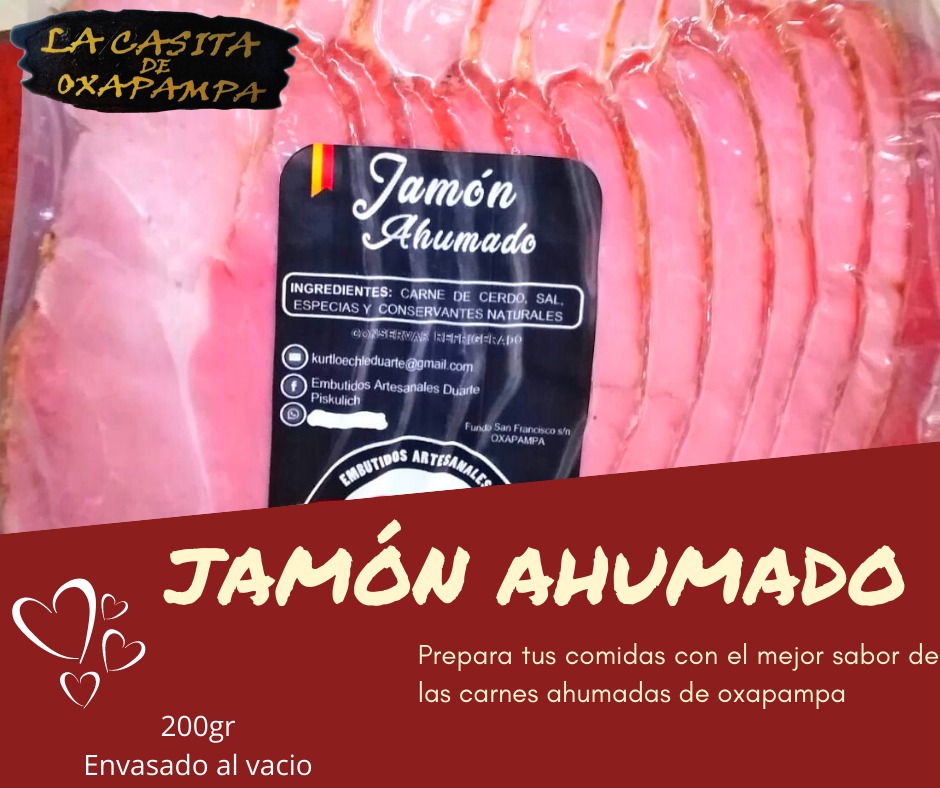 LA CASITA
DE
OXAPAMPA
Jamón
Ahumado
INGREDIENTES: CARNE DE CERDO, SAL,
ESPECIAS Y CONSERVANTES NATURALES
CONSERVAR REFRIGERADO
kurtloechleduarte@gmail.com
Embutidos Artesanales Duarte
Piskulich
Fundo San Francisco s/n
OXAPAMPA
EMBUTIDOS ARTESANALES
JAMÓN AHUMADO
Prepara tus comidas con el mejor sabor de
las carnes ahumadas de oxapampa
200gr
Envasado al vacio